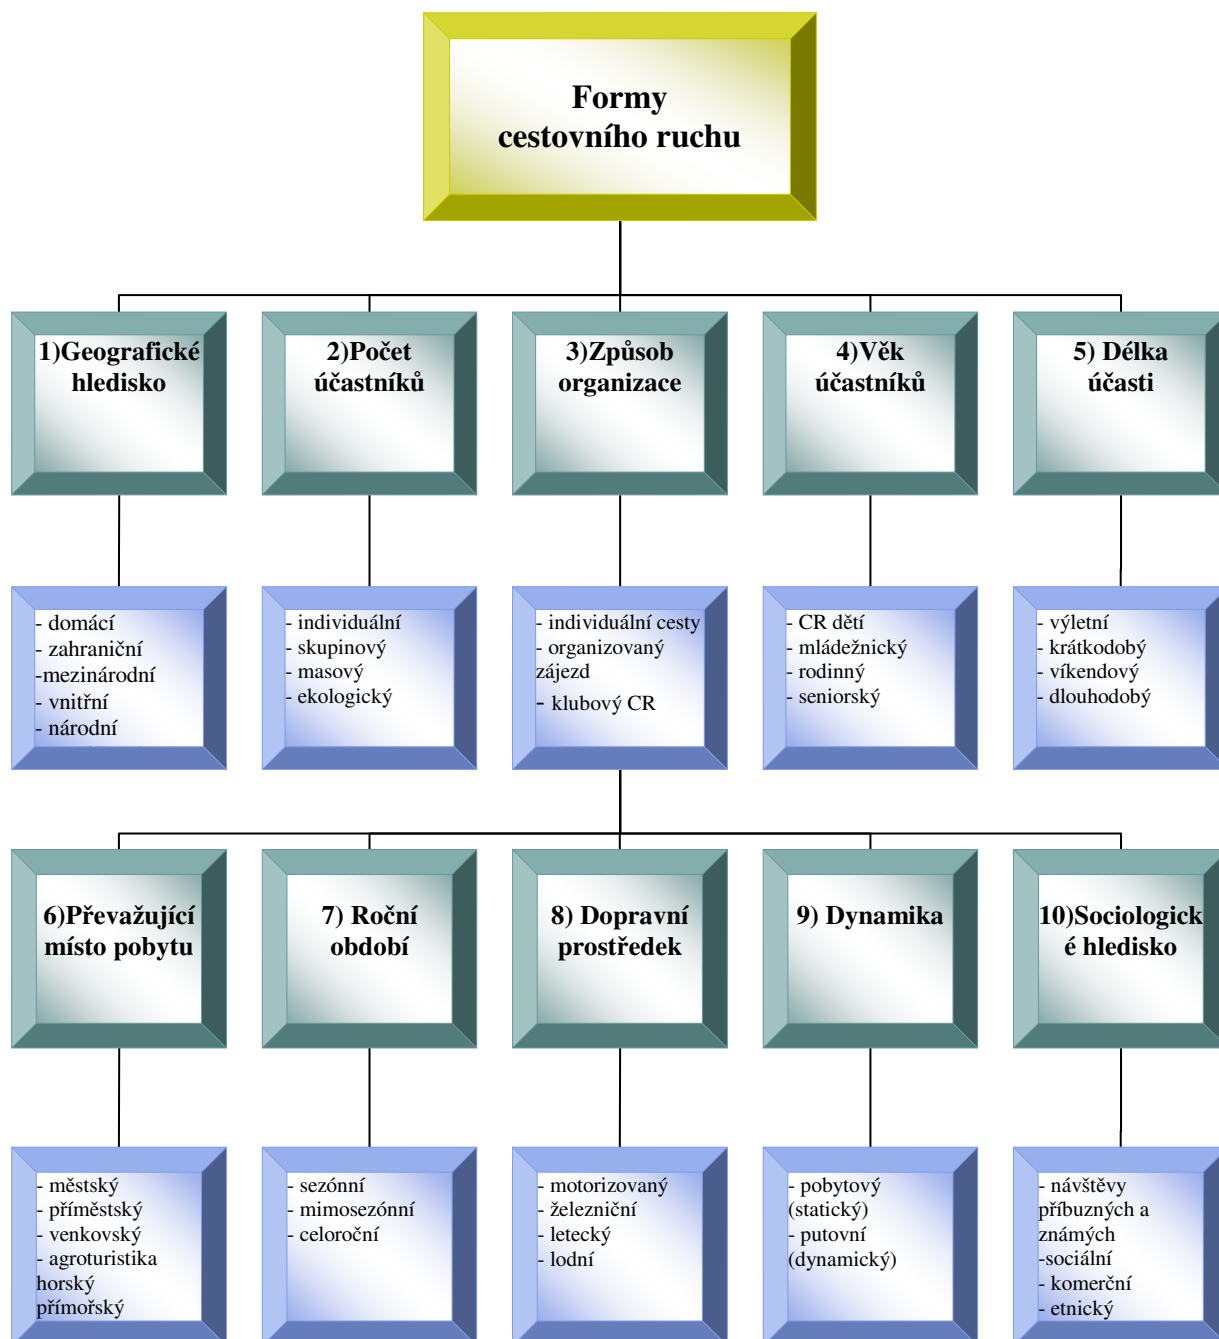 Formy
cestovního ruchu
1)Geografické
hledisko
2)Počet
účastníků
3)Způsob
organizace
4)Věk
účastníků
5) Délka
účasti
- domácí
- zahraniční
-mezinárodní
- vnitřní
- národní
- individuální
- skupinový
- masový
- ekologický
- individuální cesty
- organizovaný
zájezd
- klubový CR
- CR dětí
- mládežnický
- rodinný
- seniorský
- výletní
- krátkodobý
- víkendový
- dlouhodobý
6)Převažující
místo pobytu
7) Roční
období
8) Dopravní
prostředek
9) Dynamika
10)Sociologick
é hledisko
- městský
- příměstský
- venkovský
- agroturistika
horský
přímořský
- sezónní
- mimosezónní
- celoroční
- motorizovaný
- železniční
- letecký
- lodní
- pobytový
(statický)
- putovní
(dynamický)
- návštěvy
příbuzných a
známých
-sociální
- komerční
- etnický